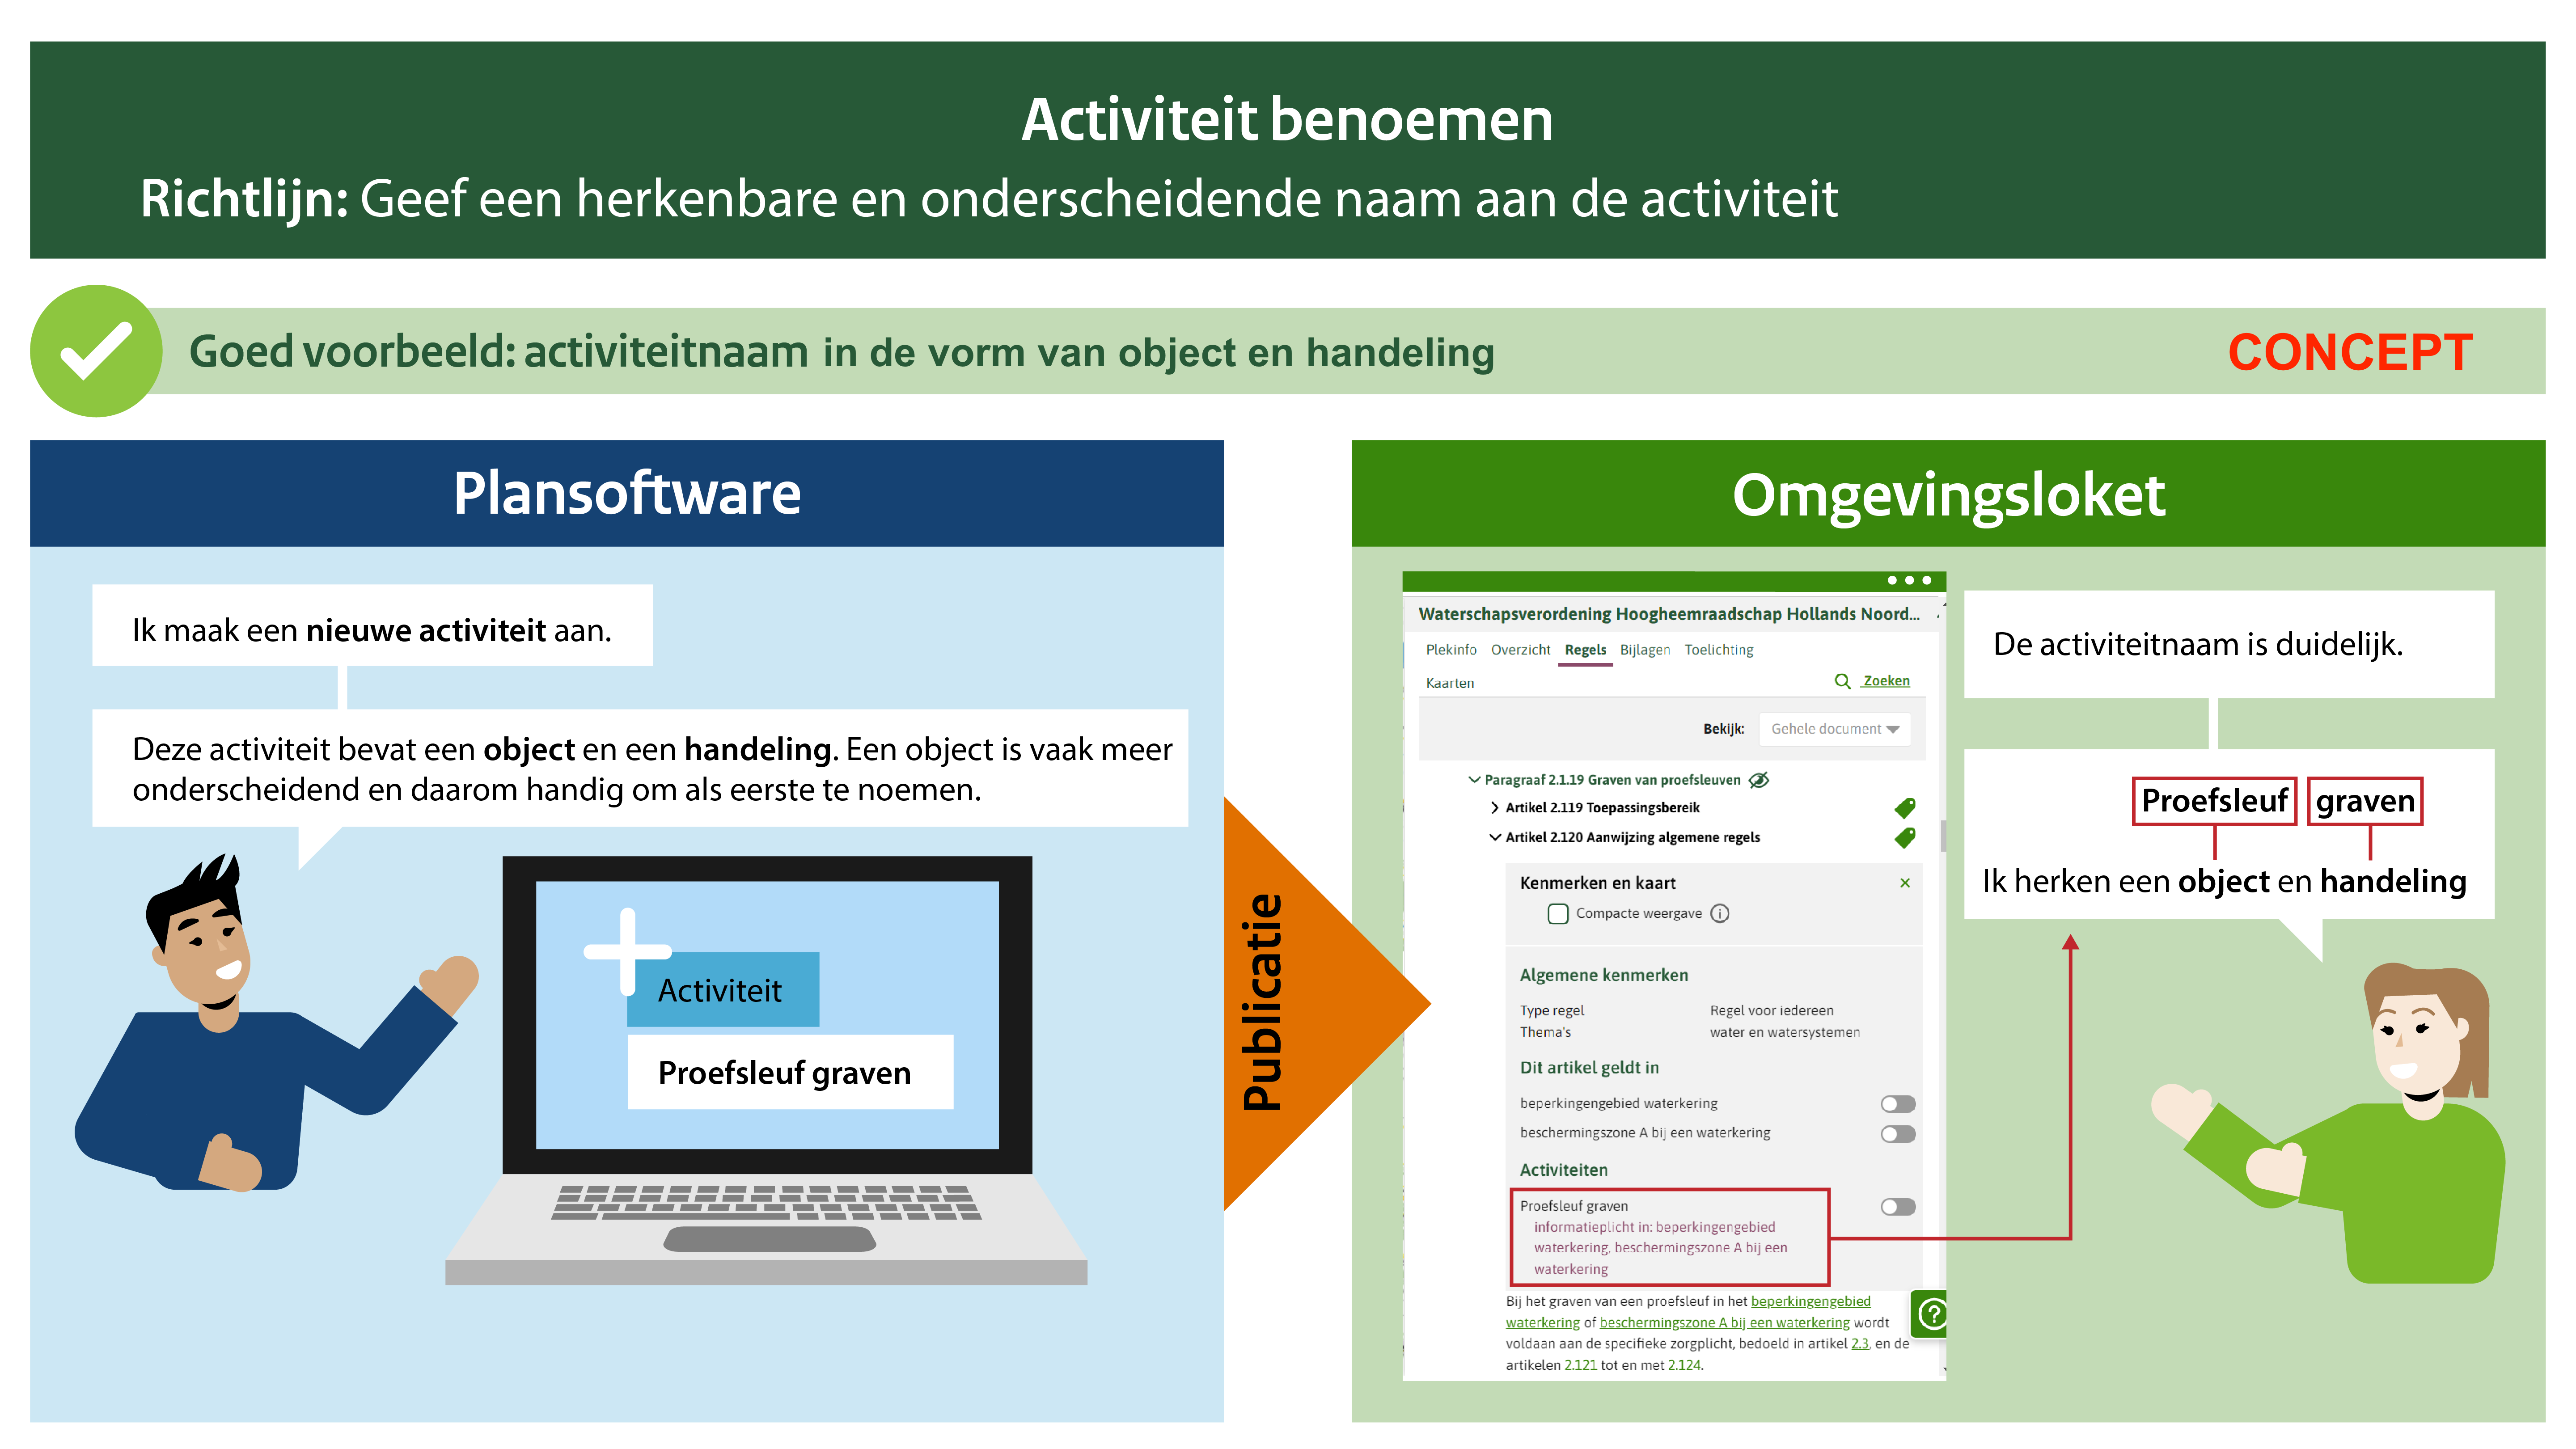 Activiteit benoemen
Richtlijn: Geef een herkenbare en onderscheidende naam aan de activiteit
Goed voorbeeld: activiteitnaam in de vorm van object en handeling
CONCEPT
Plansoftware
Ik maak een nieuwe activiteit aan.
Deze activiteit bevat een object en een handeling. Een object is vaak meer
onderscheidend en daarom handig om als eerste te noemen.
Activiteit
Proefsleuf graven
Publicatie
Omgevingsloket
Waterschapsverordening Hoogheemraadschap Hollands Noord...
Plekinfo Overzicht Regels Bijlagen Toelichting
Kaarten
Zoeken
Bekijk: Gehele document
Paragraaf 2.1.19 Graven van proefsleuven
Artikel 2.119 Toepassingsbereik
Artikel 2.120 Aanwijzing algemene regels
Kenmerken en kaart
Compacte weergave
Algemene kenmerken
Type regel Regel voor iedereen
Thema's water en watersystemen
Dit artikel geldt in
beperkingengebied waterkering
beschermingszone A bij een waterkering
Activiteiten
Proefsleuf graven
informatieplicht in: beperkingengebied
waterkering, beschermingszone A bij een
waterkering
Bij het graven van een proefsleuf in het beperkingengebied
waterkering of beschermingszone A bij een waterkering wordt
voldaan aan de specifieke zorgplicht, bedoeld in artikel 2.3, en de
artikelen 2.121 tot en met 2.124.
De activiteitnaam is duidelijk.
Proefsleuf graven
Ik herken een object en handeling